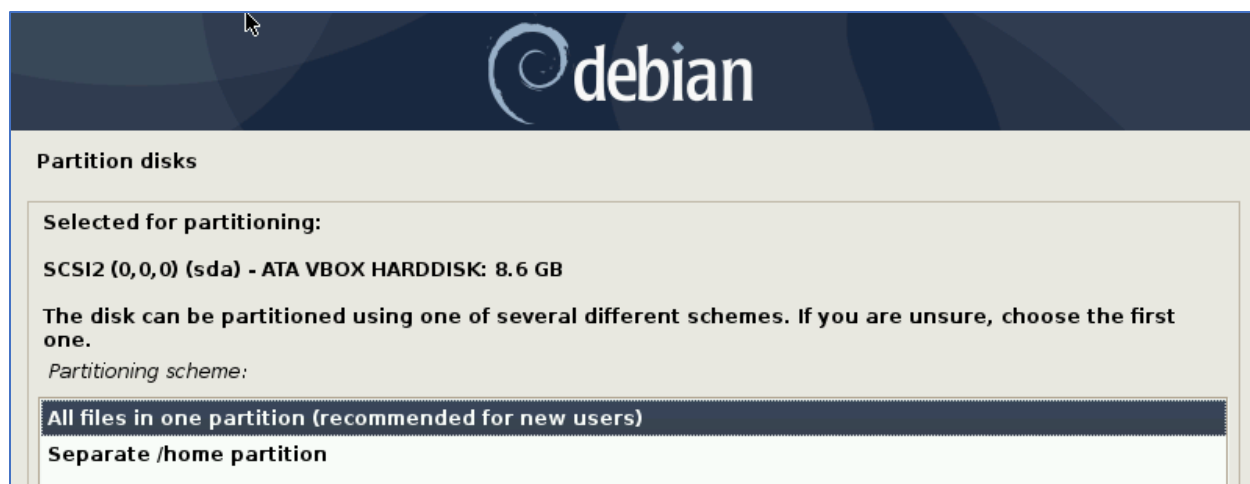 debian
Partition disks
Selected for partitioning:
SCSI2 (0,0,0) (sda) - ATA VBOX HARDDISK: 8.6 GB
The disk can be partitioned using one of several different schemes. If you are unsure, choose the first
one.
Partitioning scheme:
All files in one partition (recommended for new users)
Separate /home partition